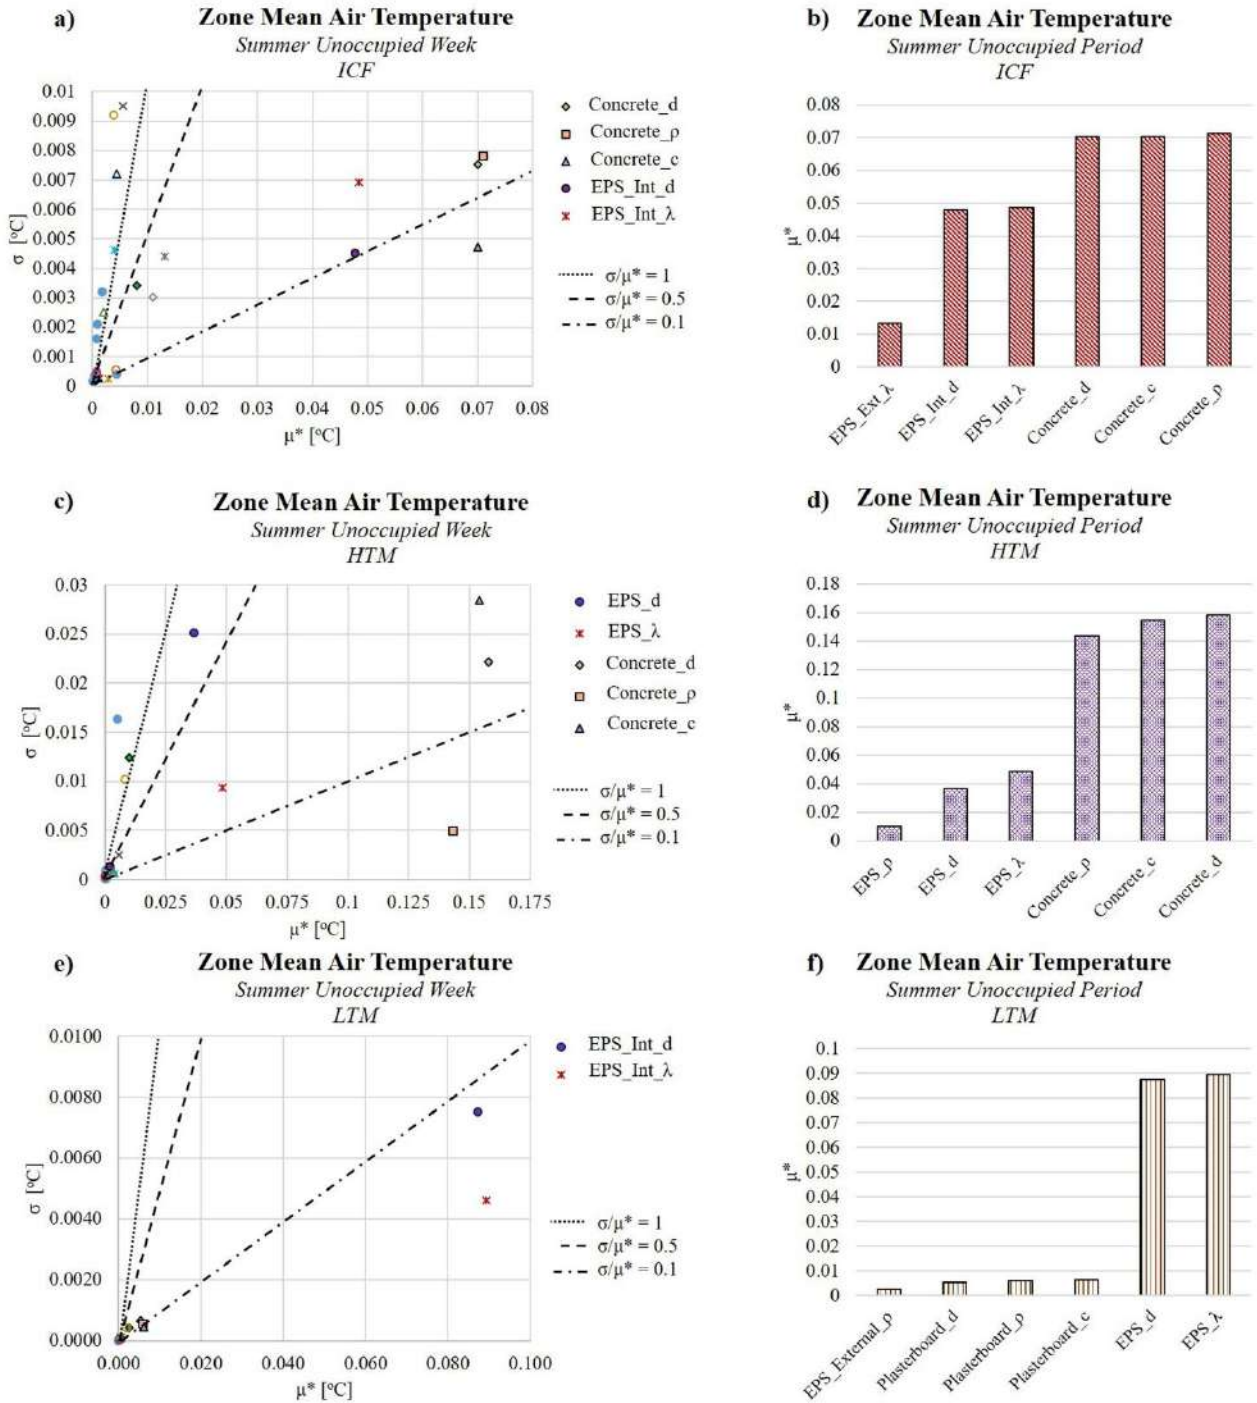 a) Zone Mean Air Temperature
Summer Unoccupied Week
ICF
0.01
0.009
0.008
0.007
0.006
0.005
0.004
0.003
0.002
0.001
0
σ [°C]
0 0.01 0.02 0.03 0.04 0.05 0.06 0.07 0.08
μ* [°C]
Concrete_d
Concrete_ρ
Concrete_c
EPS_Int_d
EPS_Int_λ
σ/μ* = 1
σ/μ* = 0.5
σ/μ* = 0.1
b) Zone Mean Air Temperature
Summer Unoccupied Period
ICF
0.08
0.07
0.06
0.05
0.04
0.03
0.02
0.01
0
μ*
EPS_Ext_λ
EPS_Int_d
EPS_Int_λ
Concrete_d
Concrete_c
Concrete_ρ
c) Zone Mean Air Temperature
Summer Unoccupied Week
HTM
0.03
0.025
0.02
0.015
0.01
0.005
0
σ [°C]
0 0.025 0.05 0.075 0.1 0.125 0.15 0.175
μ* [°C]
EPS_d
EPS_λ
Concrete_d
Concrete_ρ
Concrete_c
σ/μ* = 1
σ/μ* = 0.5
σ/μ* = 0.1
d) Zone Mean Air Temperature
Summer Unoccupied Period
HTM
0.18
0.16
0.14
0.12
0.1
0.08
0.06
0.04
0.02
0
μ*
EPS_ρ
EPS_d
EPS_λ
Concrete_ρ
Concrete_c
Concrete_d
e) Zone Mean Air Temperature
Summer Unoccupied Week
LTM
0.0100
0.0080
0.0060
0.0040
0.0020
0.0000
σ [°C]
0.000 0.020 0.040 0.060 0.080 0.100
μ* [°C]
EPS_Int_d
EPS_Int_λ
σ/μ* = 1
σ/μ* = 0.5
σ/μ* = 0.1
f) Zone Mean Air Temperature
Summer Unoccupied Period
LTM
0.1
0.09
0.08
0.07
0.06
0.05
0.04
0.03
0.02
0.01
0
μ*
EPS_External_ρ
Plasterboard_d
Plasterboard_ρ
Plasterboard_c
EPS_d
EPS_λ